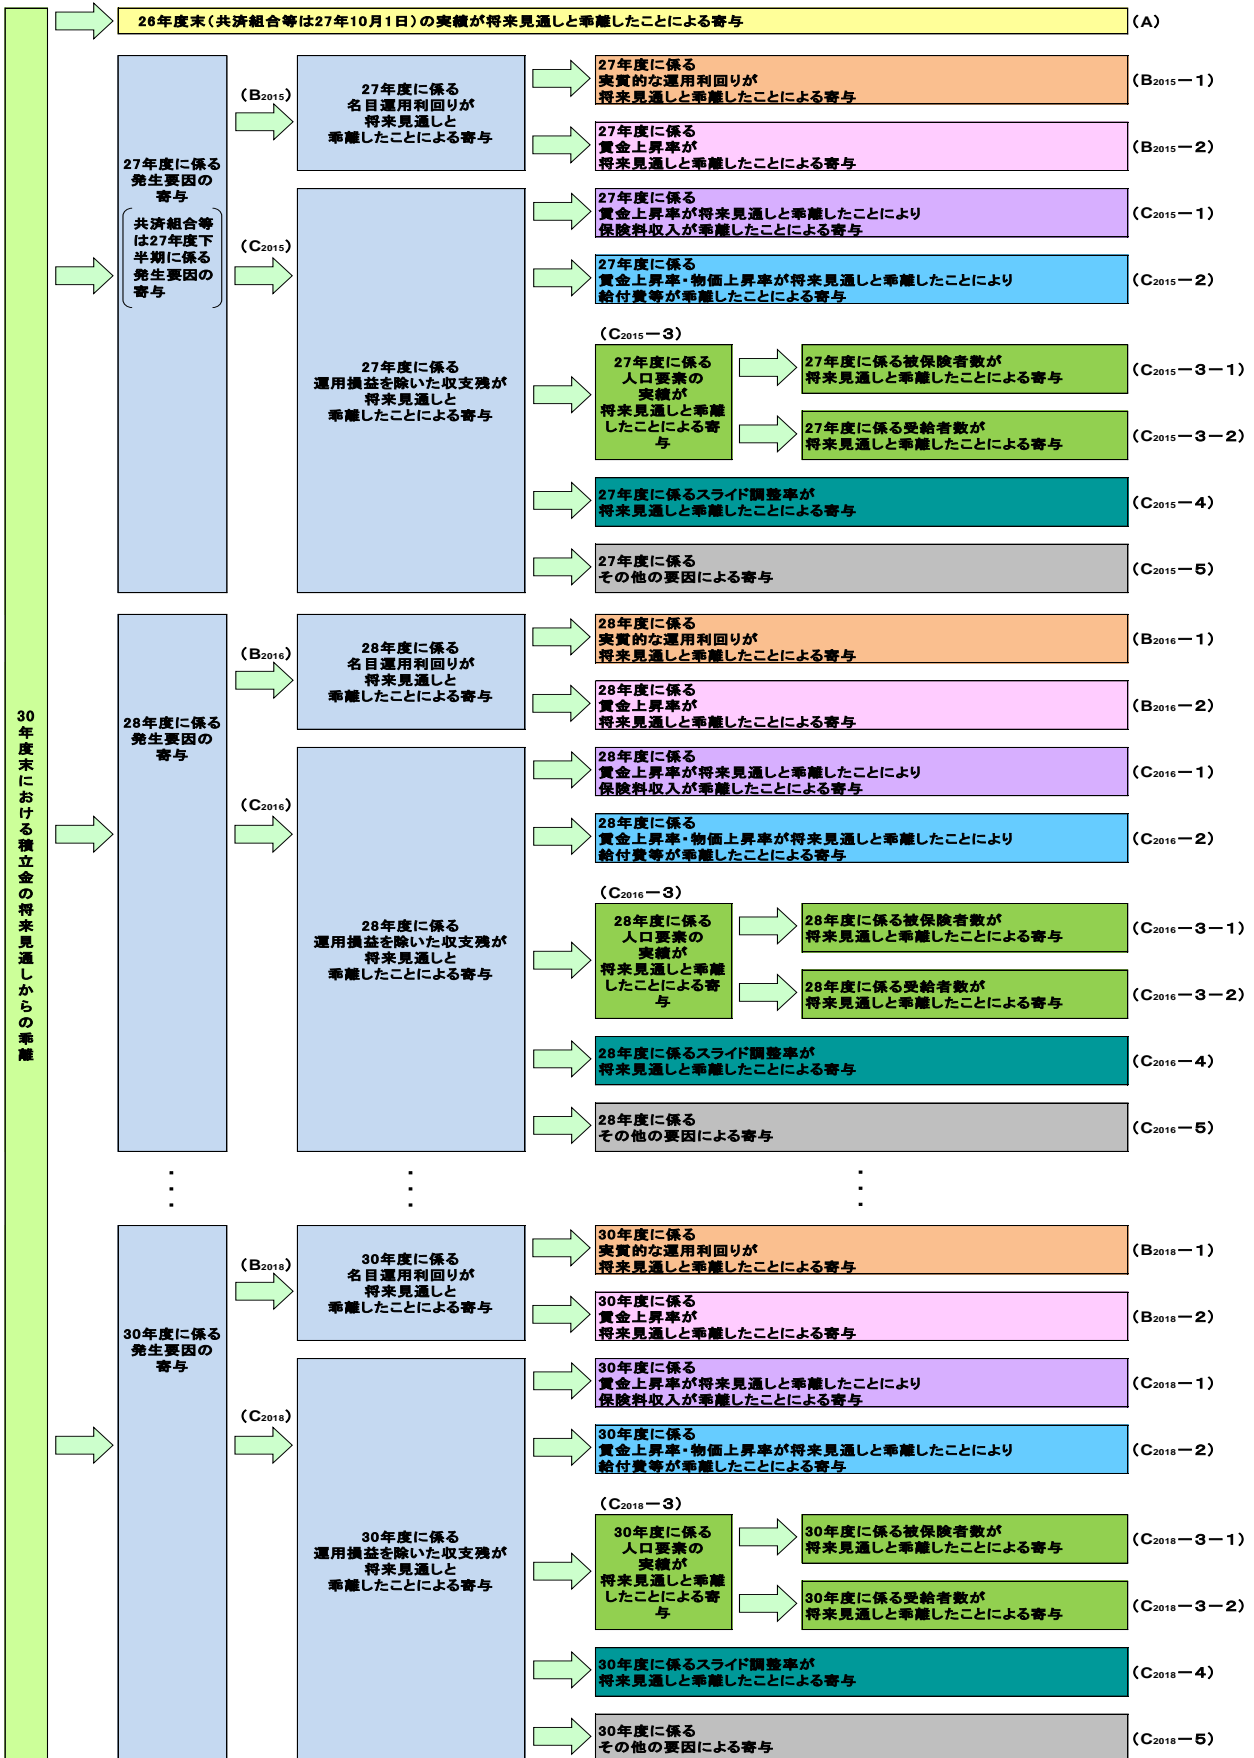 30年度末における積立金の将来見通しからの乖離
26年度末(共済組合等は27年10月1日)の実績が将来見通しと乖離したことによる寄与
(A)
27年度に係る
発生要因の
寄与
共済組合等
は27年度下
半期に係る
発生要因の
寄与
(B2015)
27年度に係る
名目運用利回りが
将来見通しと
乖離したことによる寄与
27年度に係る
実質的な運用利回りが
将来見通しと乖離したことによる寄与
(B2015-1)
27年度に係る
賃金上昇率が
将来見通しと乖離したことによる寄与
(B2015-2)
(C2015)
27年度に係る
運用損益を除いた収支残が
将来見通しと
乖離したことによる寄与
27年度に係る
賃金上昇率が将来見通しと乖離したことにより
保険料収入が乖離したことによる寄与
(C2015-1)
27年度に係る
賃金上昇率・物価上昇率が将来見通しと乖離したことにより
給付費等が乖離したことによる寄与
(C2015-2)
(C2015-3)
27年度に係る
人口要素の
実績が
将来見通しと乖離
したことによる寄
与
27年度に係る被保険者数が
将来見通しと乖離したことによる寄与
(C2015-3-1)
27年度に係る受給者数が
将来見通しと乖離したことによる寄与
(C2015-3-2)
27年度に係るスライド調整率が
将来見通しと乖離したことによる寄与
(C2015-4)
27年度に係る
その他の要因による寄与
(C2015-5)
28年度に係る
発生要因の
寄与
(B2016)
28年度に係る
名目運用利回りが
将来見通しと
乖離したことによる寄与
28年度に係る
実質的な運用利回りが
将来見通しと乖離したことによる寄与
(B2016-1)
28年度に係る
賃金上昇率が
将来見通しと乖離したことによる寄与
(B2016-2)
(C2016)
28年度に係る
運用損益を除いた収支残が
将来見通しと
乖離したことによる寄与
28年度に係る
賃金上昇率が将来見通しと乖離したことにより
保険料収入が乖離したことによる寄与
(C2016-1)
28年度に係る
賃金上昇率・物価上昇率が将来見通しと乖離したことにより
給付費等が乖離したことによる寄与
(C2016-2)
(C2016-3)
28年度に係る
人口要素の
実績が
将来見通しと乖離
したことによる寄
与
28年度に係る被保険者数が
将来見通しと乖離したことによる寄与
(C2016-3-1)
28年度に係る受給者数が
将来見通しと乖離したことによる寄与
(C2016-3-2)
28年度に係るスライド調整率が
将来見通しと乖離したことによる寄与
(C2016-4)
28年度に係る
その他の要因による寄与
(C2016-5)
30年度に係る
発生要因の
寄与
(B2018)
30年度に係る
名目運用利回りが
将来見通しと
乖離したことによる寄与
30年度に係る
実質的な運用利回りが
将来見通しと乖離したことによる寄与
(B2018-1)
30年度に係る
賃金上昇率が
将来見通しと乖離したことによる寄与
(B2018-2)
(C2018)
30年度に係る
運用損益を除いた収支残が
将来見通しと
乖離したことによる寄与
30年度に係る
賃金上昇率が将来見通しと乖離したことにより
保険料収入が乖離したことによる寄与
(C2018-1)
30年度に係る
賃金上昇率・物価上昇率が将来見通しと乖離したことにより
給付費等が乖離したことによる寄与
(C2018-2)
(C2018-3)
30年度に係る
人口要素の
実績が
将来見通しと乖離
したことによる寄
与
30年度に係る被保険者数が
将来見通しと乖離したことによる寄与
(C2018-3-1)
30年度に係る受給者数が
将来見通しと乖離したことによる寄与
(C2018-3-2)
30年度に係るスライド調整率が
将来見通しと乖離したことによる寄与
(C2018-4)
30年度に係る
その他の要因による寄与
(C2018-5)